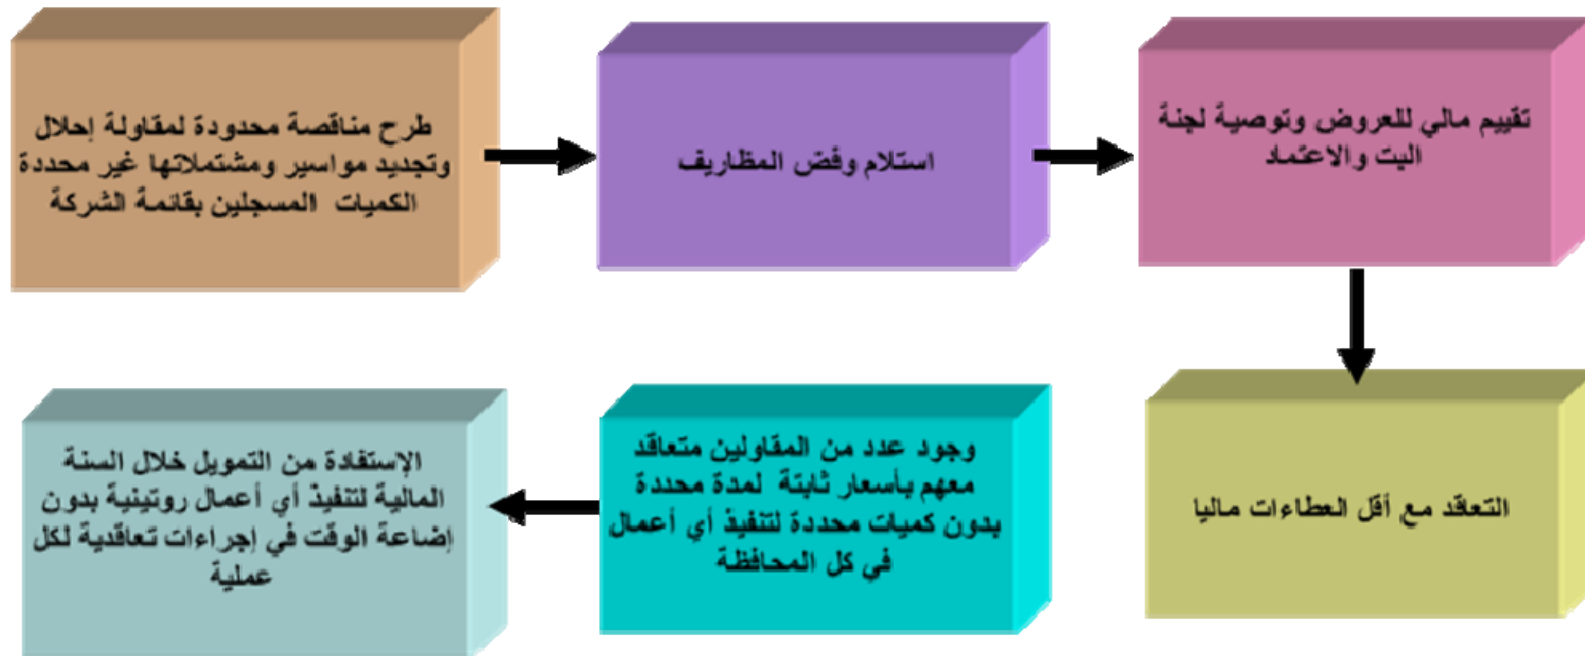 طرح مناقصة محدودة لمقاولة إحلال
وتجديد مواسير ومشتملاتها غير محددة
الكميات المسجلين بقائمة الشركة
استلام وفض المظاريف
تقييم مالي للعروض وتوصية لجنة
البت والاعتماد
التعاقد مع أقل العطاءات ماليا
وجود عدد من المقاولين متعاقد
معهم بأسعار ثابتة لمدة محددة
بدون كميات محددة لتنفيذ أي أعمال
في كل المحافظة
الإستفادة من التمويل خلال السنة
المالية لتنفيذ أي أعمال روتينية بدون
إضاعة الوقت في إجراءات تعاقدية لكل
عملية